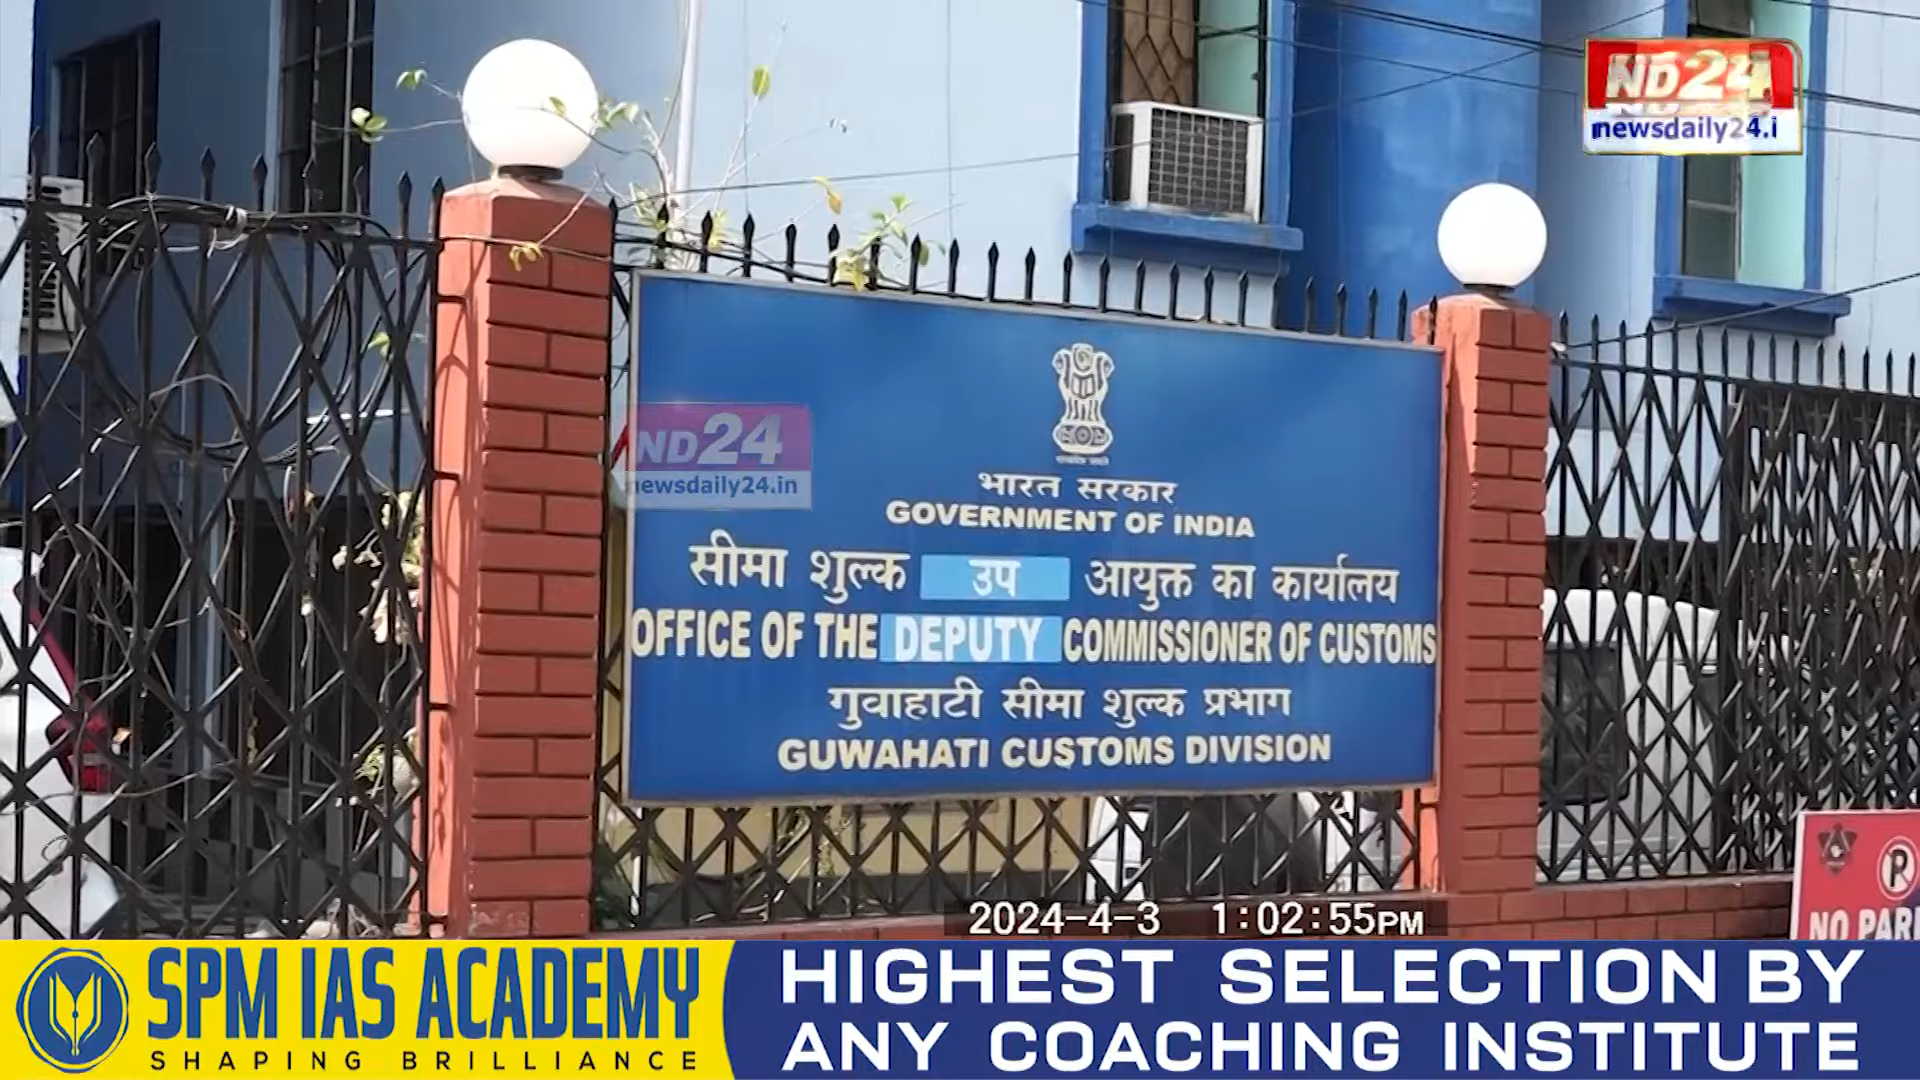 ND24
newsdaily24.i
ND24
newsdaily24.in
भारत सरकार
GOVERNMENT OF INDIA
सीमा शुल्क उप आयुक्त का कार्यालय
OFFICE OF THE DEPUTY COMMISSIONER OF CUSTOMS
गुवाहाटी सीमा शुल्क प्रभाग
GUWAHATI CUSTOMS DIVISION
NO PAR
2024-4-3 1:02:55PM
SPM IAS ACADEMY
SHAPING BRILLIANCE
HIGHEST SELECTION BY
ANY COACHING INSTITUTE